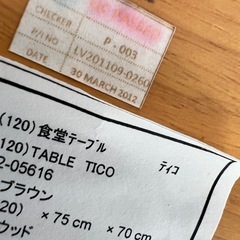 CHECKER P-003
P/I NO LV201109-0260
DATE 30 MARCH 2012
(120)食堂テーブル
(120)TABLE TICO ティコ
2-05616
ブラウン
20) × 75 cm × 70 cm
ウッド